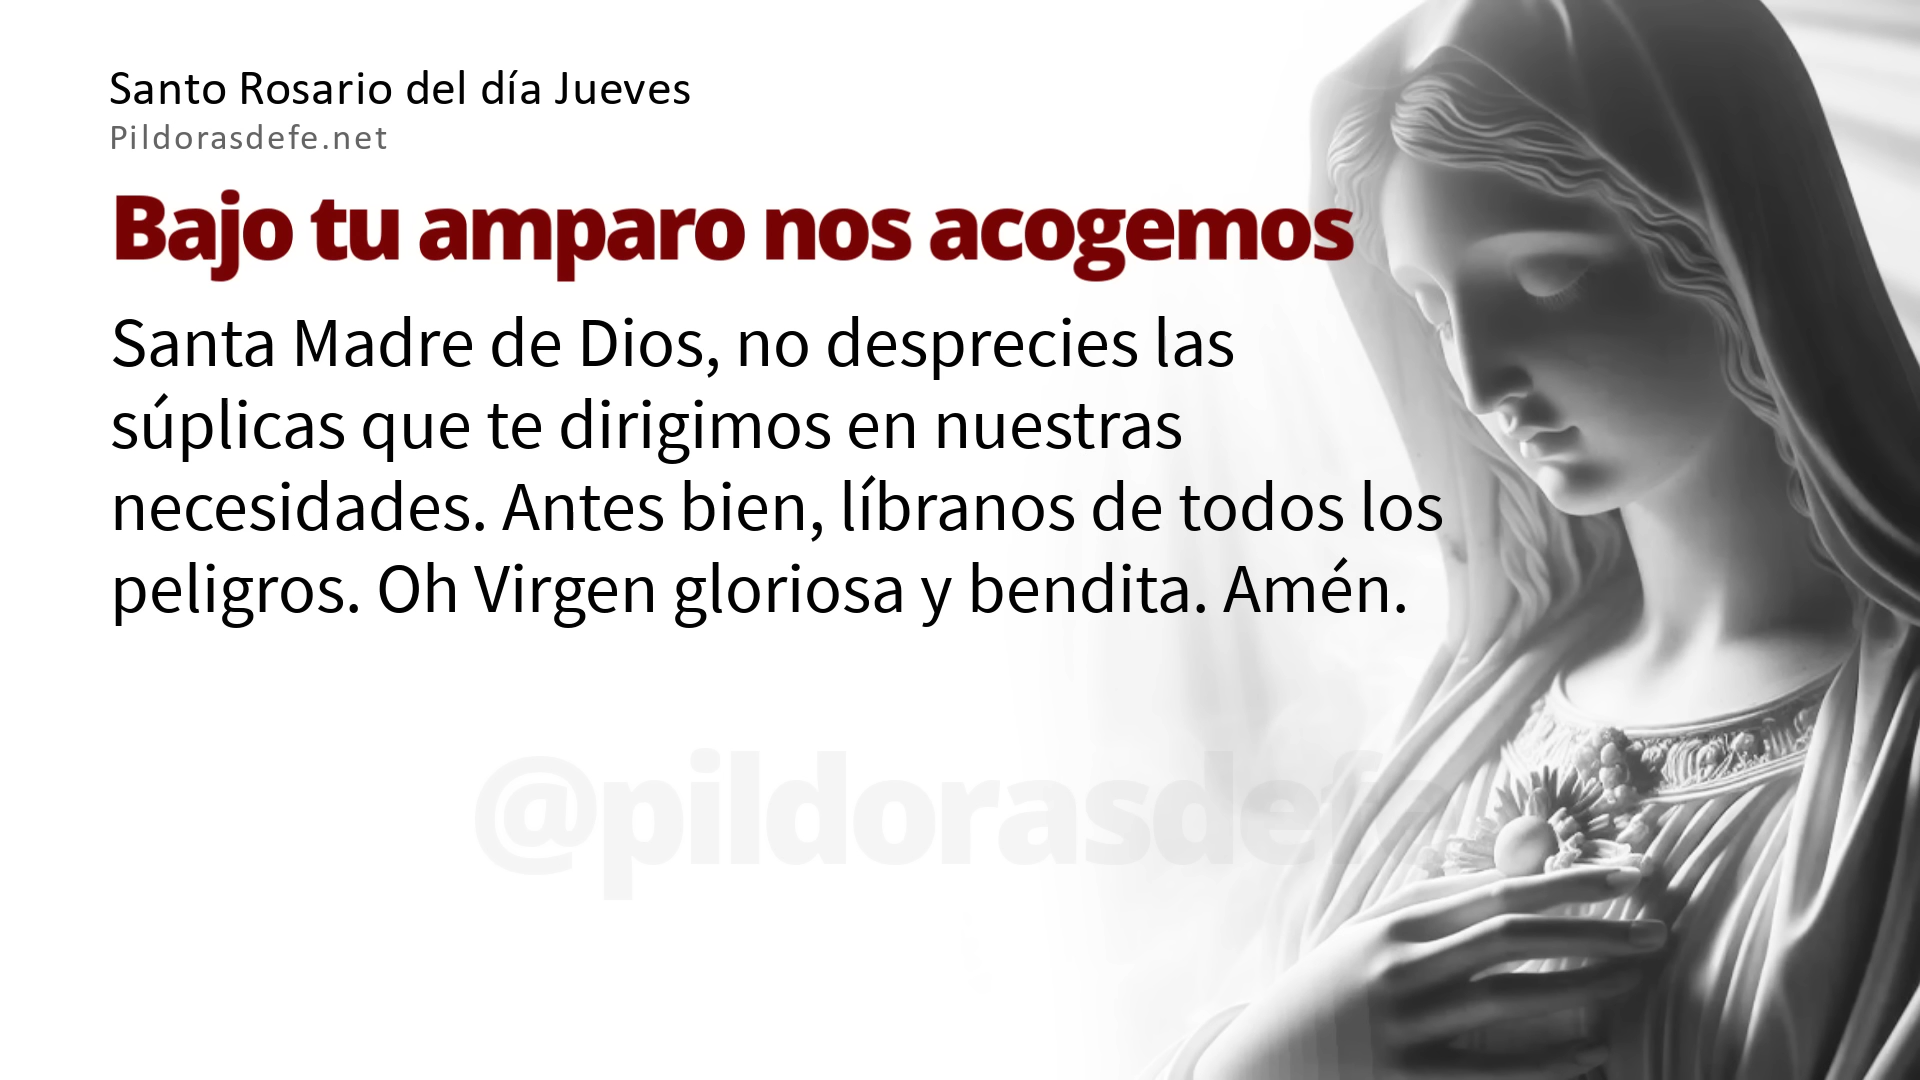 Santo Rosario del día Jueves
Pildorasdefe.net
Bajo tu amparo nos acogemos
Santa Madre de Dios, no desprecies las
súplicas que te dirigimos en nuestras
necesidades. Antes bien, líbranos de todos los
peligros. Oh Virgen gloriosa y bendita. Amén.
@pildorasdefe